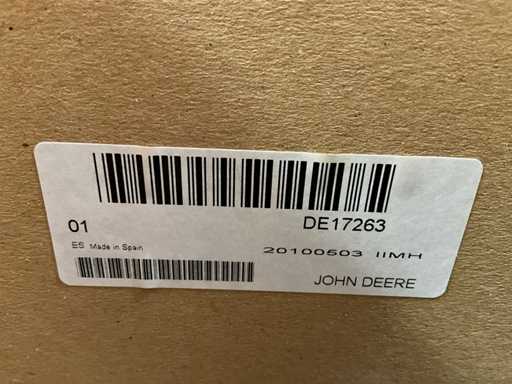 01 DE17263
ES Made in Spain 20100503 IIMH
JOHN DEERE